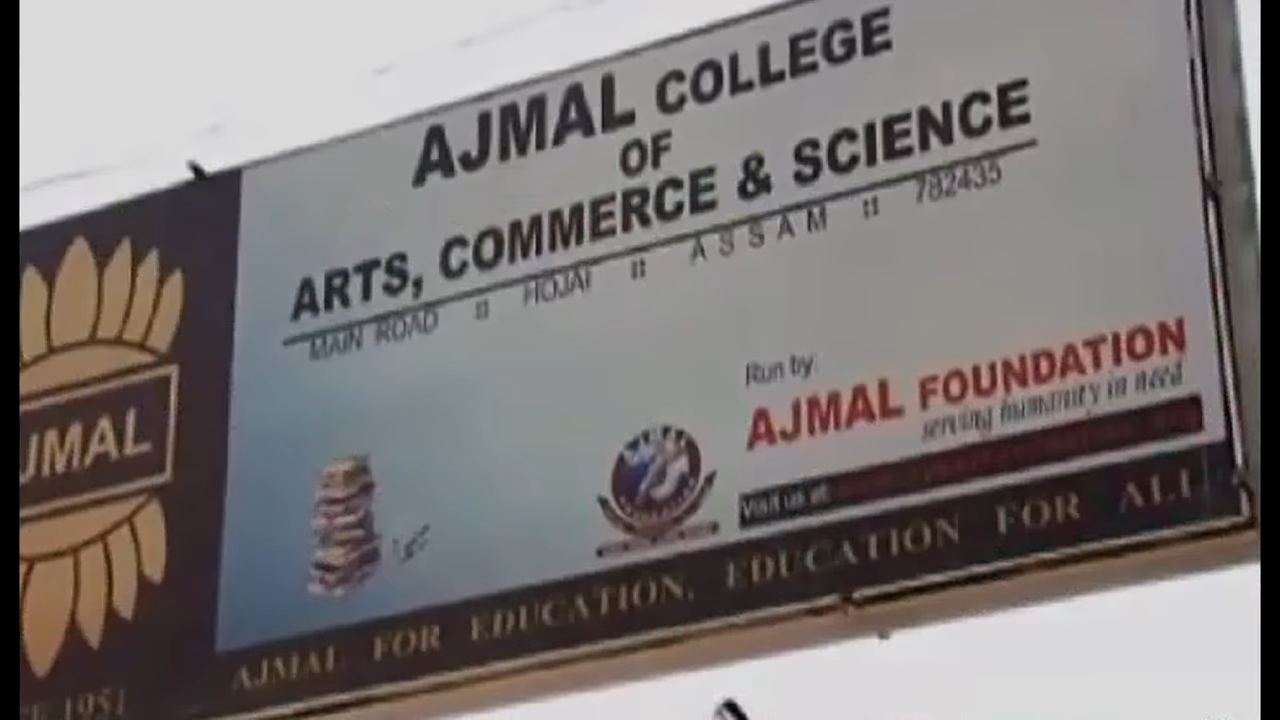 AJMAL COLLEGE
OF
ARTS, COMMERCE & SCIENCE
MAIN ROAD :: HOJAI :: ASSAM :: 782435
JMAL
Run by:
AJMAL FOUNDATION
serving humanity in need
Visit us at:
AJMAL FOR EDUCATION, EDUCATION FOR ALL
1951